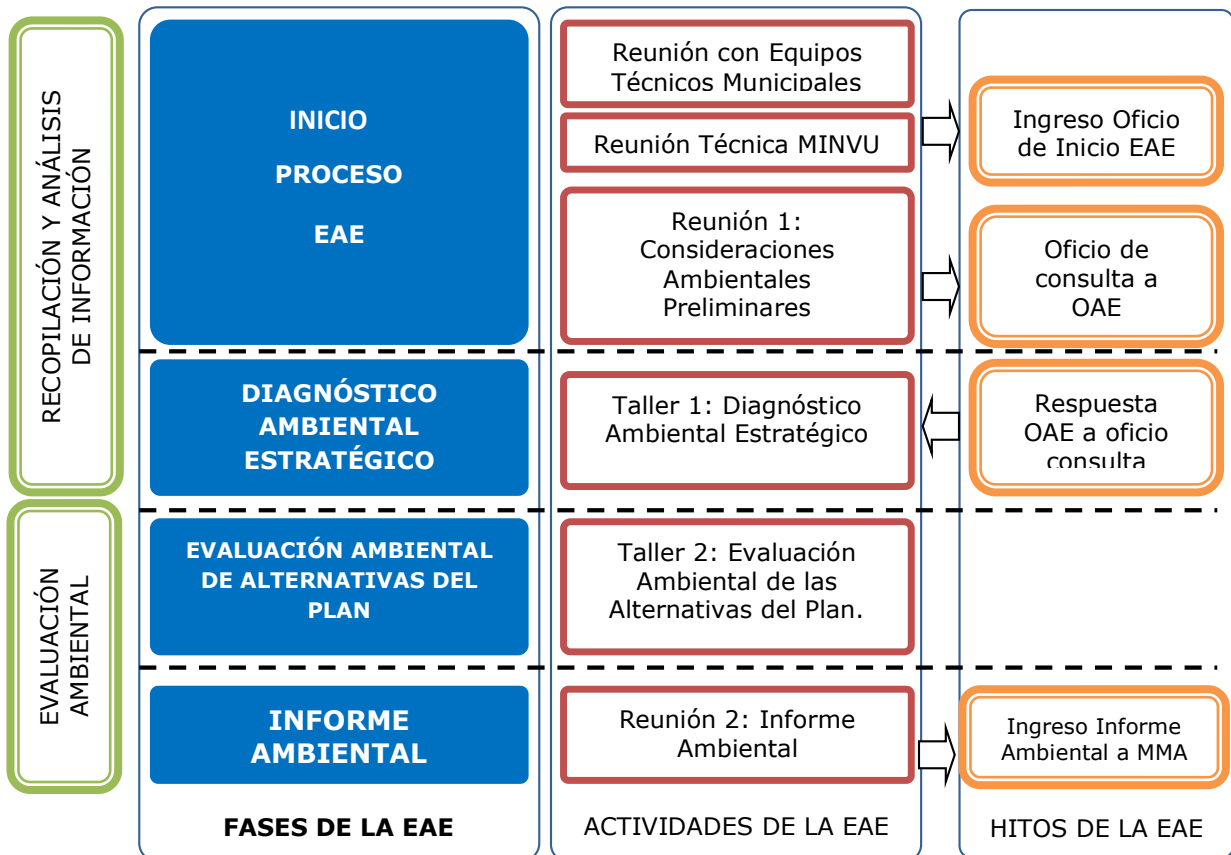 RECOPILACIÓN Y ANÁLISIS
DE INFORMACIÓN
EVALUACIÓN
AMBIENTAL
INICIO
PROCESO
EAE
DIAGNÓSTICO
AMBIENTAL
ESTRATÉGICO
EVALUACIÓN AMBIENTAL
DE ALTERNATIVAS DEL
PLAN
INFORME
AMBIENTAL
FASES DE LA EAE
Reunión con Equipos
Técnicos Municipales
Reunión Técnica MINVU
Reunión 1:
Consideraciones
Ambientales
Preliminares
Taller 1: Diagnóstico
Ambiental Estratégico
Taller 2: Evaluación
Ambiental de las
Alternativas del Plan.
Reunión 2: Informe
Ambiental
ACTIVIDADES DE LA EAE
Ingreso Oficio
de Inicio EAE
Oficio de
consulta a
OAE
Respuesta
OAE a oficio
consulta
Ingreso Informe
Ambiental a MMA
HITOS DE LA EAE